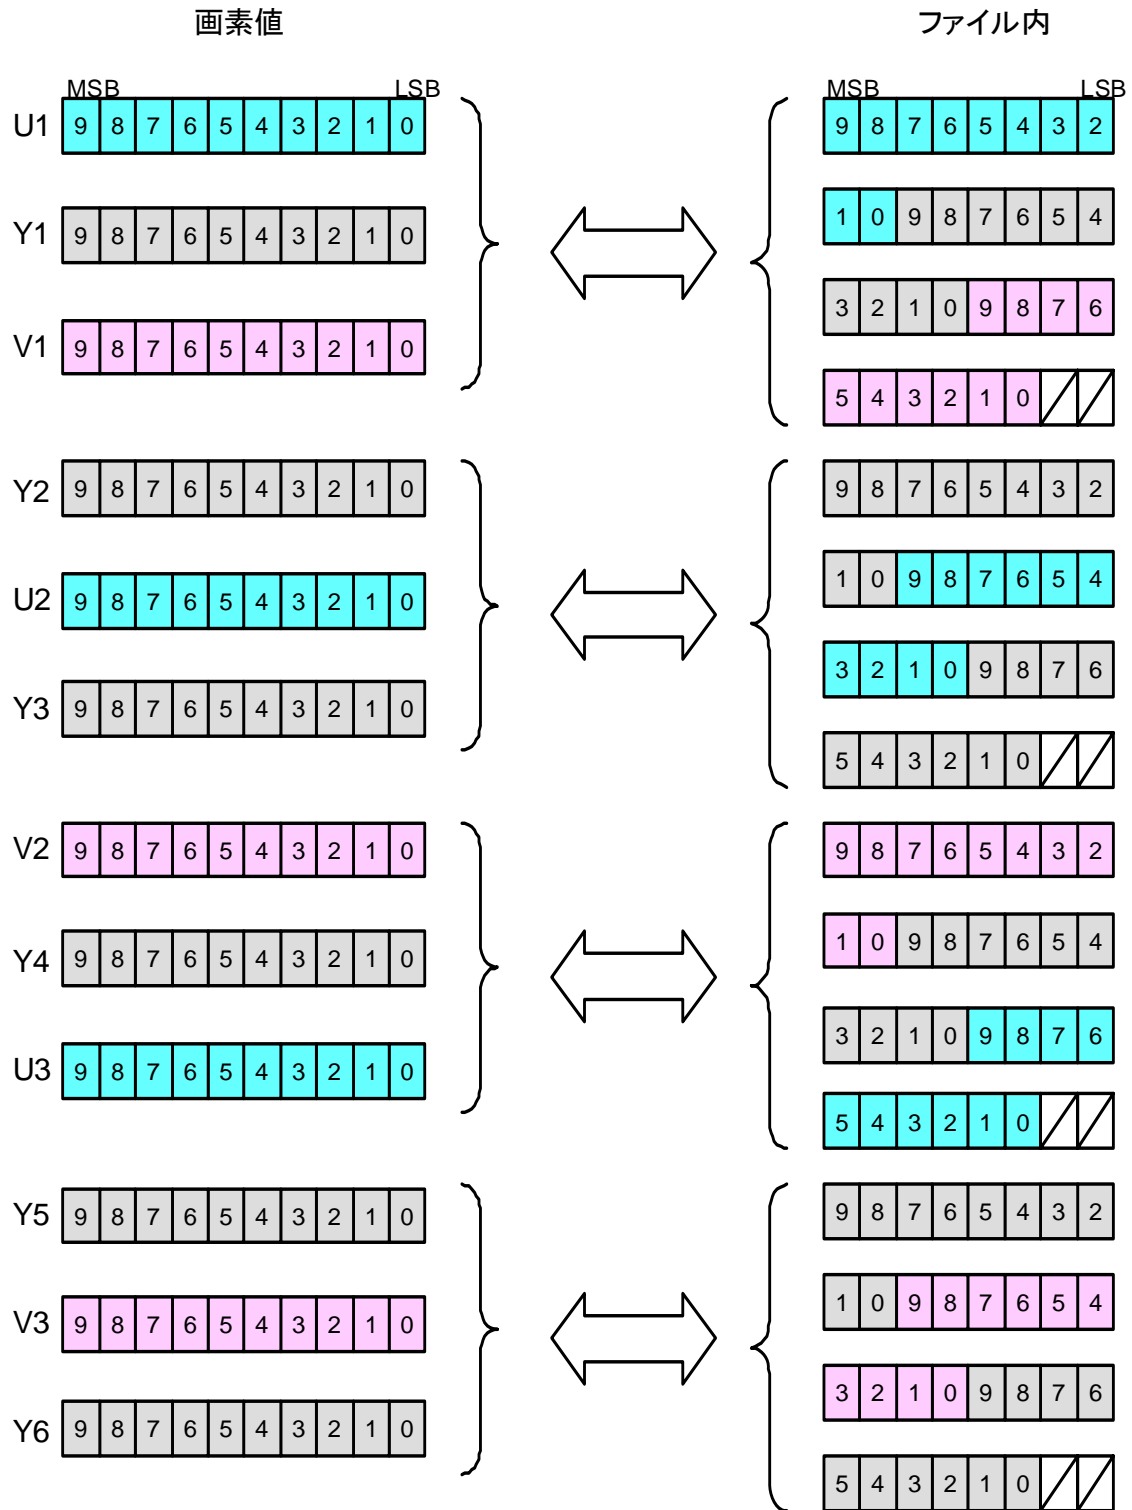 画素値 ファイル内
MSB LSB MSB LSB
U1 9 8 7 6 5 4 3 2 1 0 9 8 7 6 5 4 3 2
Y1 9 8 7 6 5 4 3 2 1 0 1 0 9 8 7 6 5 4
3 2 1 0 9 8 7 6
V1 9 8 7 6 5 4 3 2 1 0
5 4 3 2 1 0
Y2 9 8 7 6 5 4 3 2 1 0 9 8 7 6 5 4 3 2
U2 9 8 7 6 5 4 3 2 1 0 1 0 9 8 7 6 5 4
3 2 1 0 9 8 7 6
Y3 9 8 7 6 5 4 3 2 1 0
5 4 3 2 1 0
V2 9 8 7 6 5 4 3 2 1 0 9 8 7 6 5 4 3 2
Y4 9 8 7 6 5 4 3 2 1 0 1 0 9 8 7 6 5 4
3 2 1 0 9 8 7 6
U3 9 8 7 6 5 4 3 2 1 0
5 4 3 2 1 0
Y5 9 8 7 6 5 4 3 2 1 0 9 8 7 6 5 4 3 2
V3 9 8 7 6 5 4 3 2 1 0 1 0 9 8 7 6 5 4
3 2 1 0 9 8 7 6
Y6 9 8 7 6 5 4 3 2 1 0
5 4 3 2 1 0